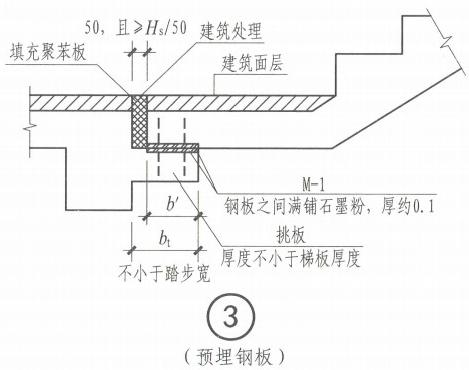 50, 且≥Hs/50
建筑处理
填充聚苯板
建筑面层
M=1
钢板之间满铺石墨粉, 厚约0.1
b'
挑板
bt
厚度不小于梯板厚度
不小于踏步宽
3
(预埋钢板)